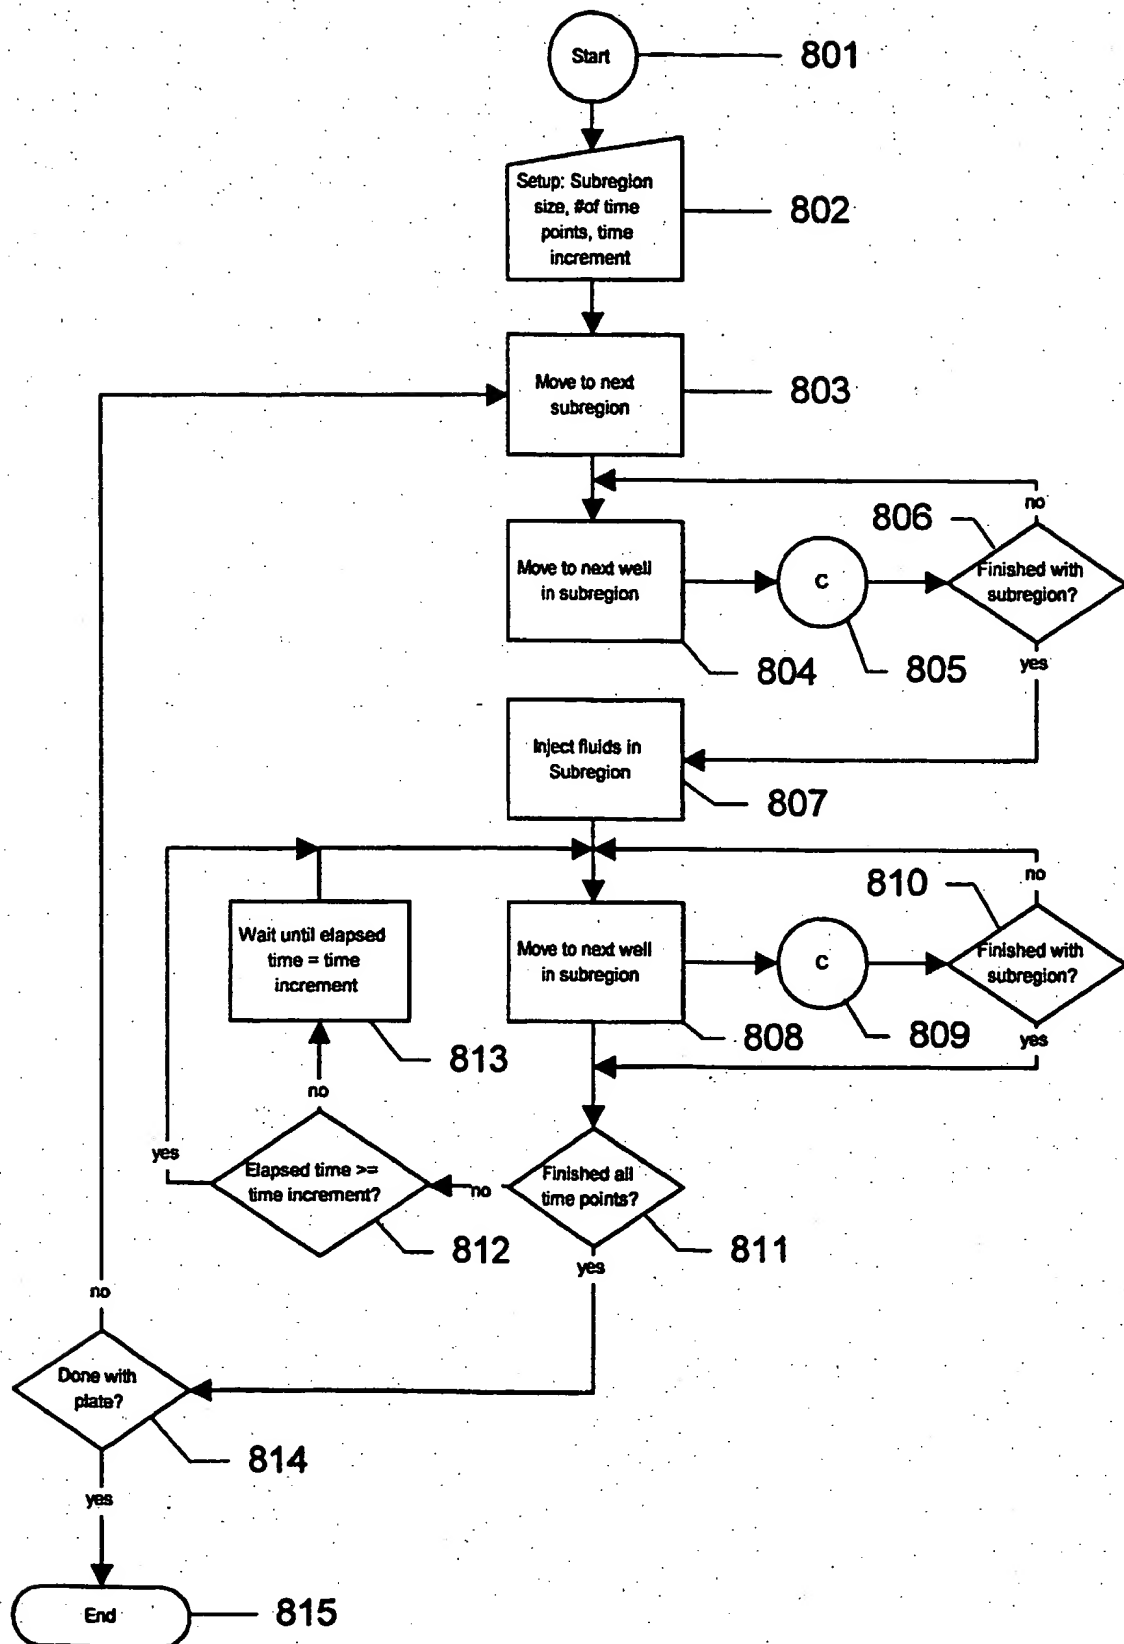 Start
801
Setup: Subregion
size, #of time
points, time
increment
802
Move to next
subregion
803
no
806
Move to next well
in subregion
C
Finished with
subregion?
804
805
yes
Inject fluids in
Subregion
807
810
no
Wait until elapsed
time = time
increment
Move to next well
in subregion
C
Finished with
subregion?
813
808
809
yes
no
yes
Elapsed time >=
time increment?
no
Finished all
time points?
812
811
yes
no
Done with
plate?
814
yes
End
815